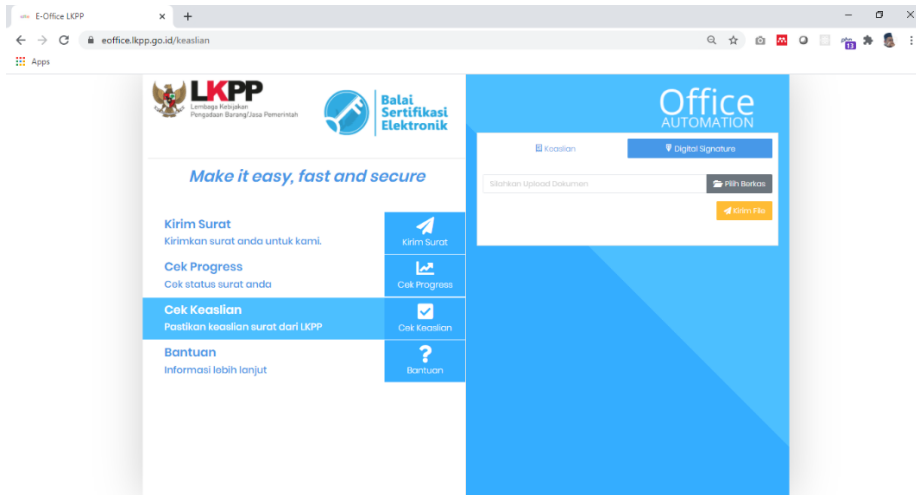 E-Office LKPP
eoffice.lkpp.go.id/keaslian
13
Apps
LKPP
Lembaga Kebijakan
Pengadaan Barang/Jasa Pemerintah
Balai
Sertifikasi
Elektronik
Make it easy, fast and secure
Kirim Surat
Kirimkan surat anda untuk kami.
Kirim Surat
Cek Progress
Cek status surat anda
Cek Progress
Cek Keaslian
Pastikan keaslian surat dari LKPP
Cek Keaslian
Bantuan
Informasi lebih lanjut
Bantuan
Office
AUTOMATION
Keaslian
Digital Signature
Silahkan Upload Dokumen
Pilih Berkas
Kirim File